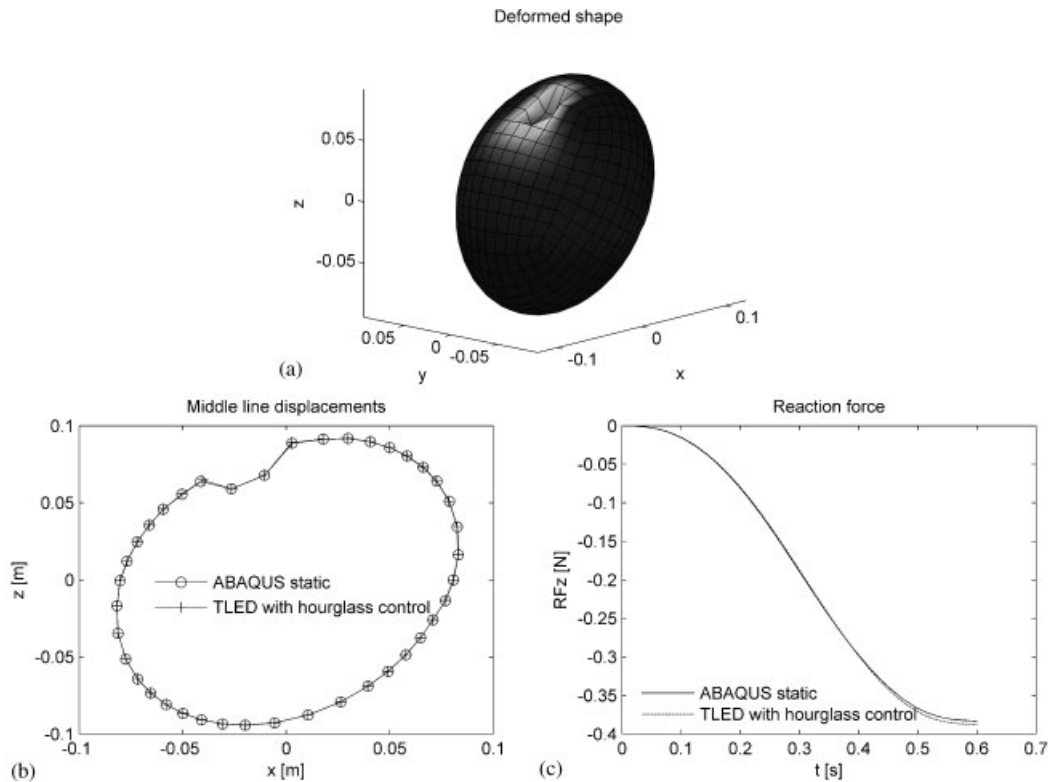 Deformed shape
0.05
0
-0.05
z
0.05
0
-0.05
y
-0.1
0
0.1
x
(a)
Middle line displacements
0.1
0.05
0
-0.05
-0.1
z [m]
ABAQUS static
TLED with hourglass control
-0.1
-0.05
0
0.05
0.1
x [m]
(b)
Reaction force
0
-0.05
-0.1
-0.15
-0.2
-0.25
-0.3
-0.35
-0.4
RFz [N]
ABAQUS static
TLED with hourglass control
0
0.1
0.2
0.3
0.4
0.5
0.6
0.7
t [s]
(c)